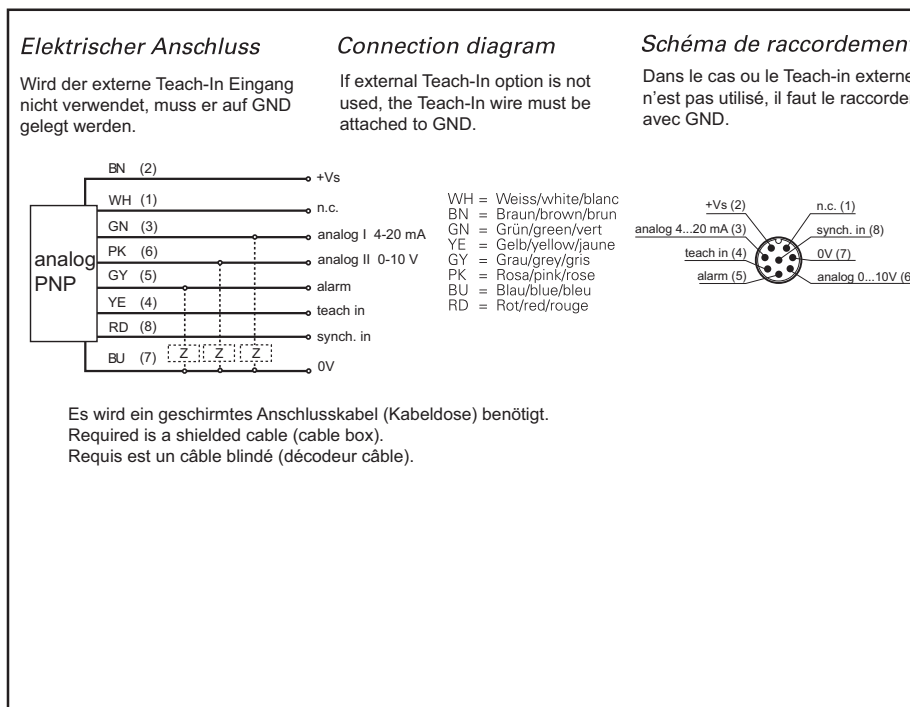 Elektrischer Anschluss
Wird der externe Teach-In Eingang
nicht verwendet, muss er auf GND
gelegt werden.
Connection diagram
If external Teach-In option is not
used, the Teach-In wire must be
attached to GND.
Schéma de raccordemen
Dans le cas ou le Teach-in externe
n'est pas utilisé, il faut le raccorde
avec GND.
analog
PNP
BN (2) +Vs
WH (1) n.c.
GN (3) analog I 4-20 mA
PK (6) analog II 0-10 V
GY (5) alarm
YE (4) teach in
RD (8) synch. in
Z Z Z
BU (7) 0V
WH = Weiss/white/blanc
BN = Braun/brown/brun
GN = Grün/green/vert
YE = Gelb/yellow/jaune
GY = Grau/grey/gris
PK = Rosa/pink/rose
BU = Blau/blue/bleu
RD = Rot/red/rouge
+Vs (2)
analog 4...20 mA (3)
teach in (4)
alarm (5)
n.c. (1)
synch. in (8)
0V (7)
analog 0...10V (6
Es wird ein geschirmtes Anschlusskabel (Kabeldose) benötigt.
Required is a shielded cable (cable box).
Requis est un câble blindé (décodeur câble).